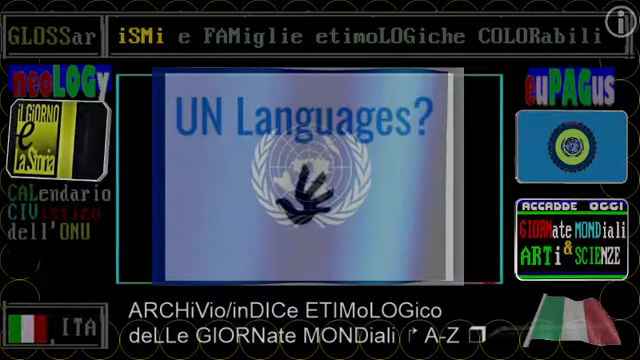 GLOSSar iSMi e FAMiglie etimoLOGiche COLORabili
i
neoLOGy
euPAGus
UN Languages?
iL GiORNO
e
La Storia
CALendario
CIVistico
dell'ONU
ACCADDE OGGI
GIORNate MONDiali
&
ARTi SCIENZE
ITA
ARCHiVio/inDICe ETIMoLOGico
deLLe GIORNate MONDiali ↱ A-Z ❐